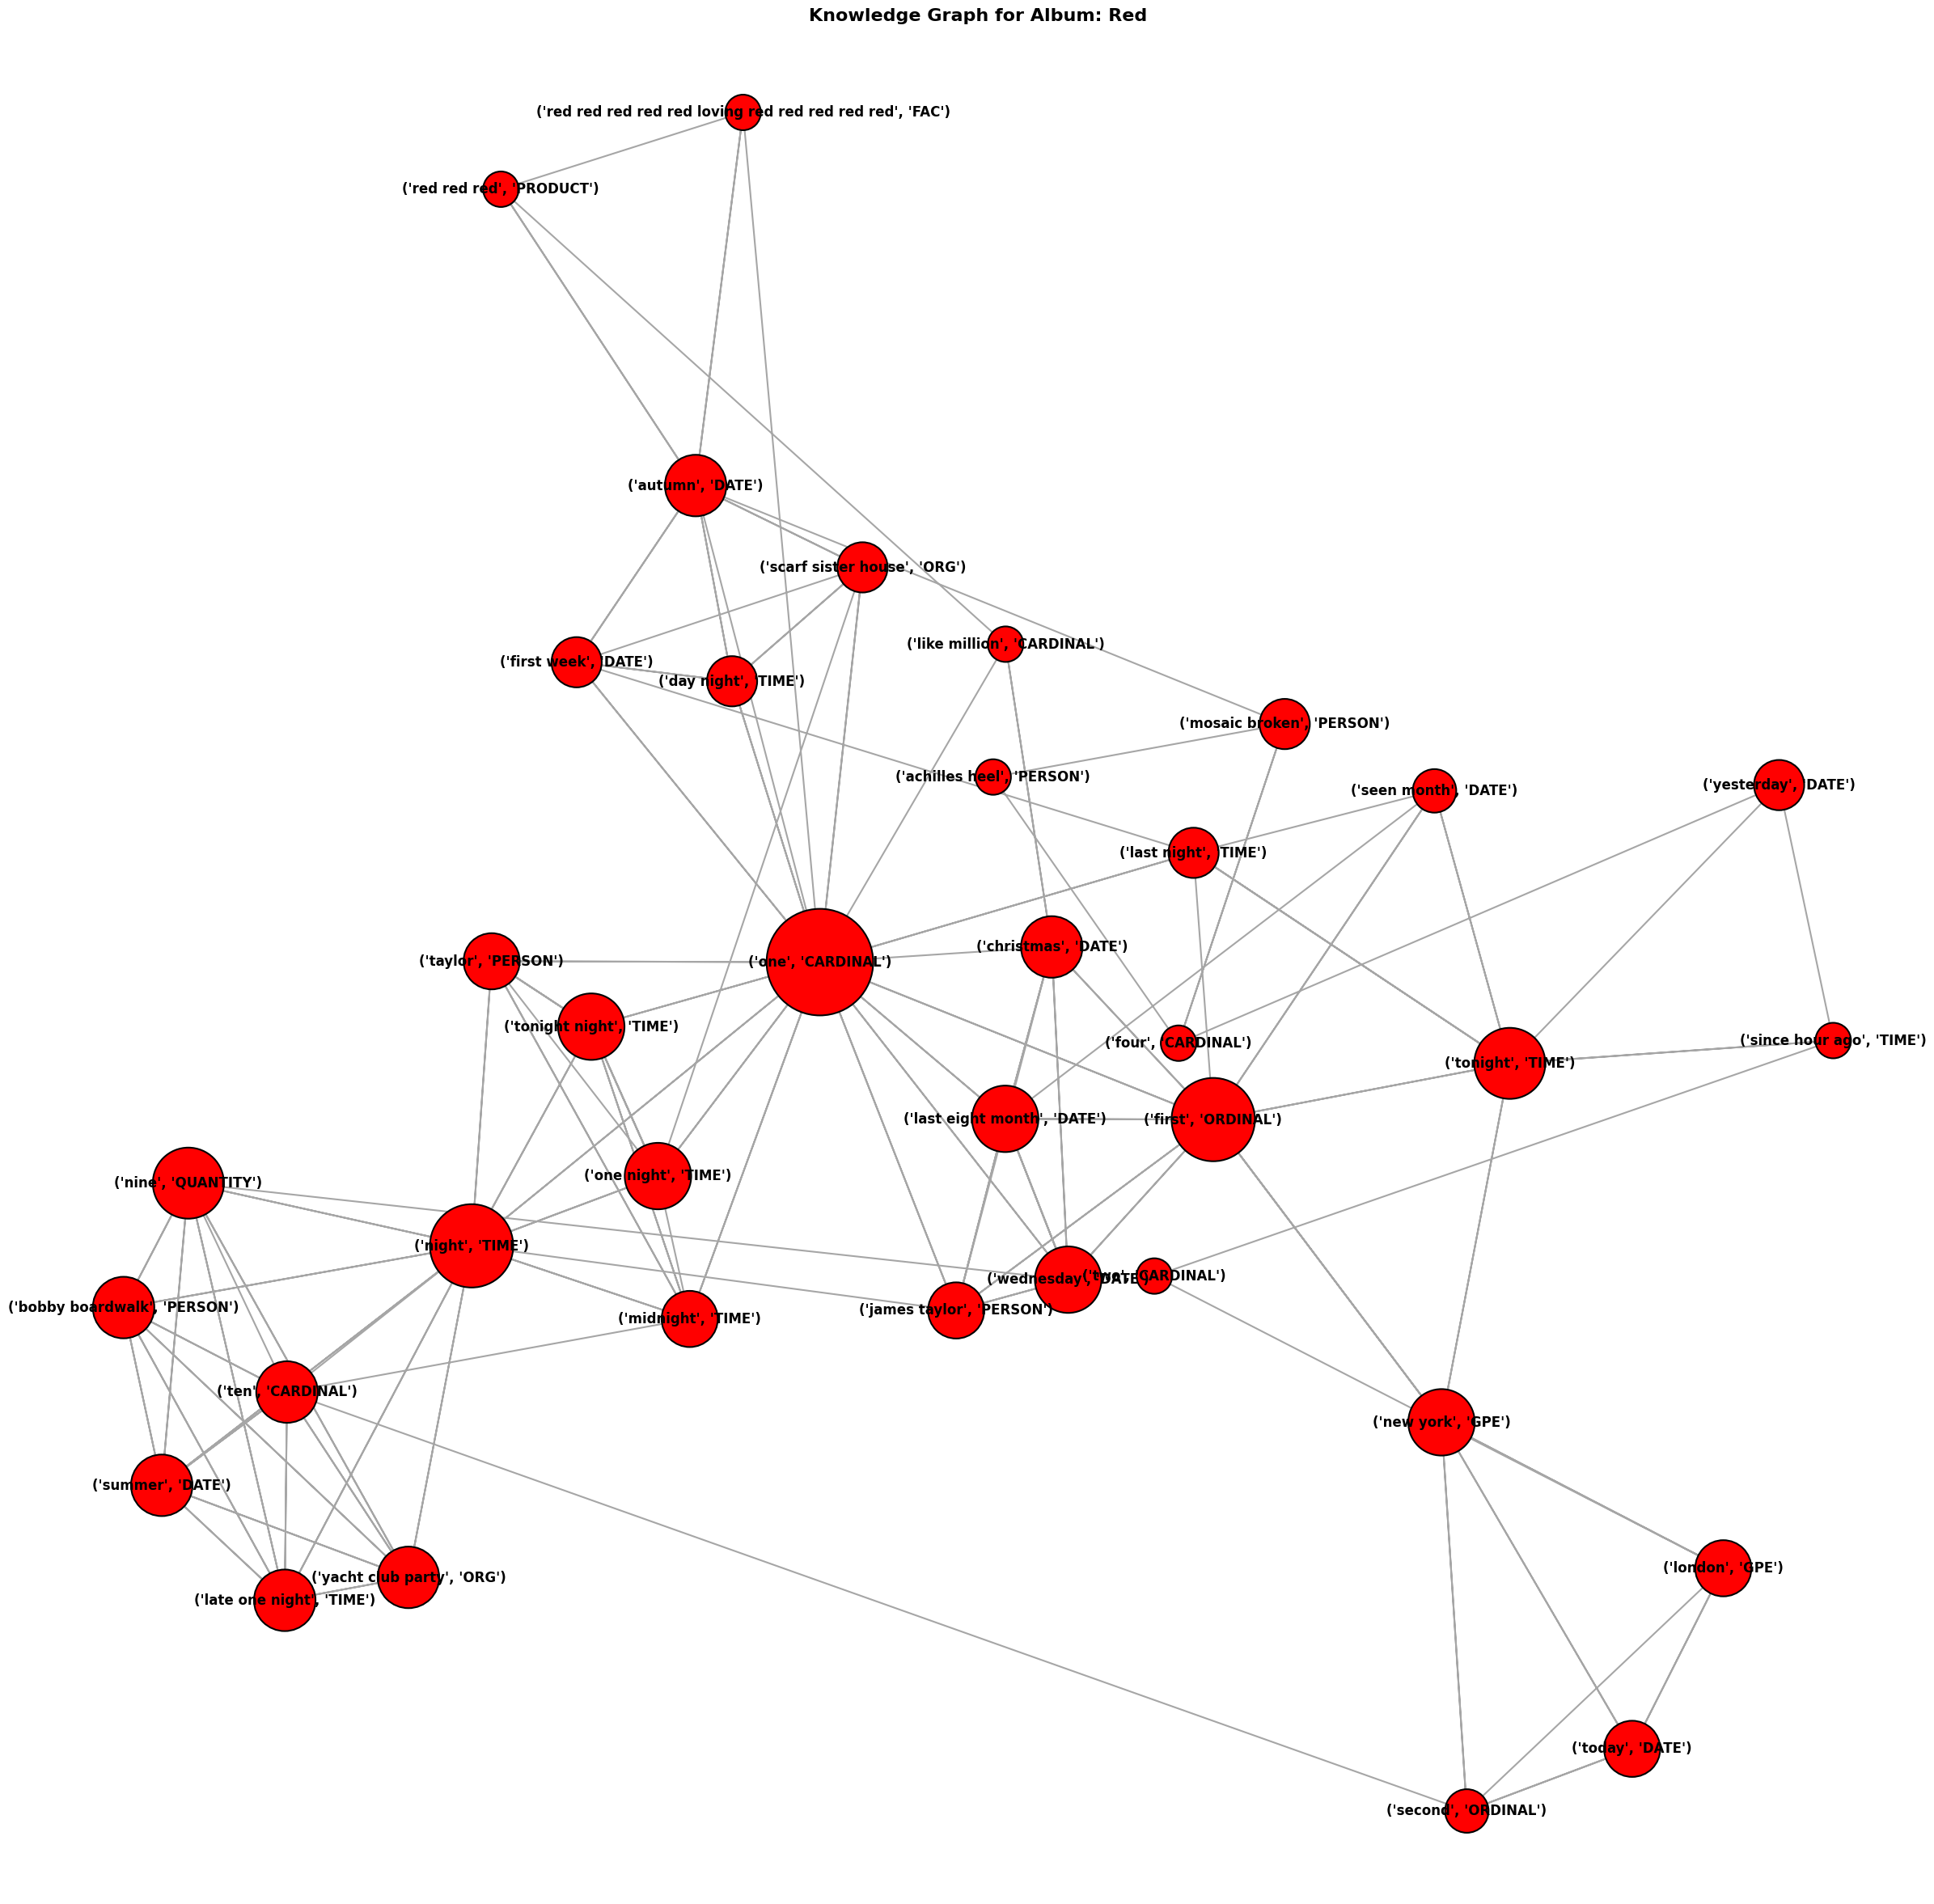 Knowledge Graph for Album: Red
('red red red red red loving red red red red red', 'FAC')
('red red red', 'PRODUCT')
('autumn', 'DATE')
('scarf sister house', 'ORG')
('like million', 'CARDINAL')
('first week', 'DATE')
('day night', 'TIME')
('mosaic broken', 'PERSON')
('achilles heel', 'PERSON')
('seen month', 'DATE')
('yesterday', 'DATE')
('last night', 'TIME')
('christmas', 'DATE')
('taylor', 'PERSON')
('one', 'CARDINAL')
('tonight night', 'TIME')
('four', 'CARDINAL')
('since hour ago', 'TIME')
('tonight', 'TIME')
('last eight month', 'DATE')
('first', 'ORDINAL')
('one night', 'TIME')
('nine', 'QUANTITY')
('night', 'TIME')
('wednesday', 'DATE')
('two', 'CARDINAL')
('bobby boardwalk', 'PERSON')
('james taylor', 'PERSON')
('midnight', 'TIME')
('ten', 'CARDINAL')
('new york', 'GPE')
('summer', 'DATE')
('london', 'GPE')
('yacht club party', 'ORG')
('late one night', 'TIME')
('today', 'DATE')
('second', 'ORDINAL')